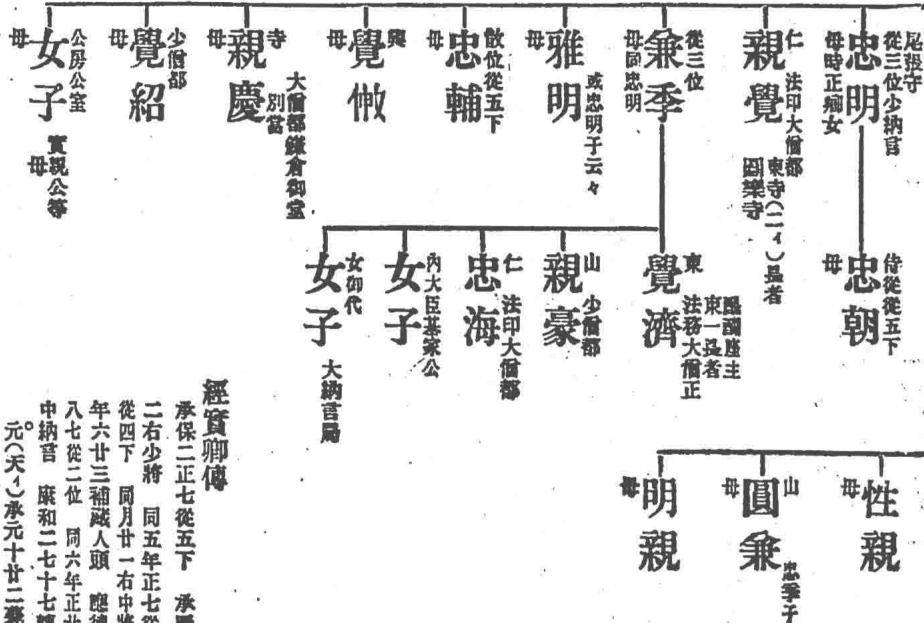 尾張守
從三位少納言
忠明
母時正朝女
侍從從五下
忠朝
母
仁
法印大僧都
親覺
東寺(二イ)長者
圓樂寺
從三位
兼季
母同忠明
東
醍醐座主
東一長者
法務大僧正
覺濟
山
少僧都
親豪
仁
法印大僧都
忠海
內大臣基家公
女子
女御代
女子
大納言局
雅明
母
或忠明子云々
散位從五下
忠輔
母
興
覺
母
寺
親慶
母
大僧都鎌倉御堂
別當
少僧都
覺紹
母
公房公室
女子
母
實親公等
母
性親
母
山
圓兼
母
忠季子
明親
母
經實卿傳
承保二正七從五下 承
二右少將 同五年正七從
從四下 同月廿一右中將
年六廿三補藏人頭 應德
八七從二位 同六年正
中納言 康和二七十七
元(天イ)承元十廿二薨